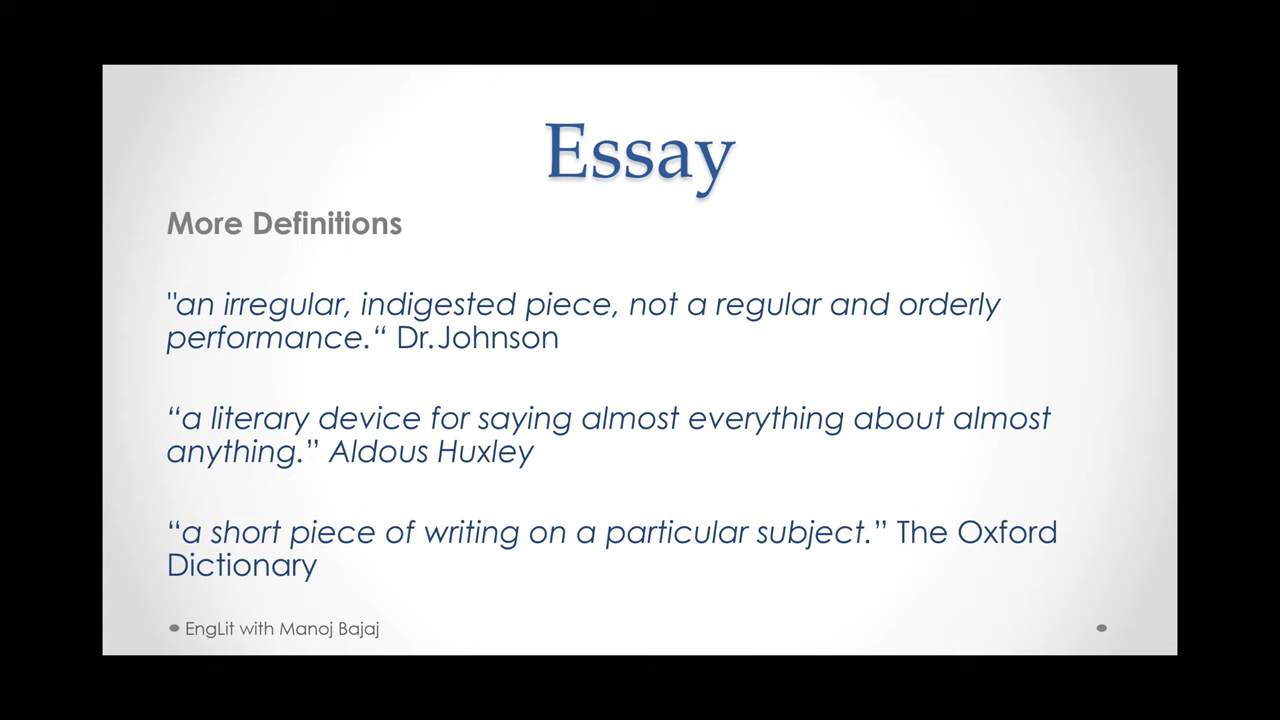 Essay
More Definitions
"an irregular, indigested piece, not a regular and orderly
performance.“ Dr.Johnson
“a literary device for saying almost everything about almost
anything.” Aldous Huxley
“a short piece of writing on a particular subject.” The Oxford
Dictionary
EngLit with Manoj Bajaj